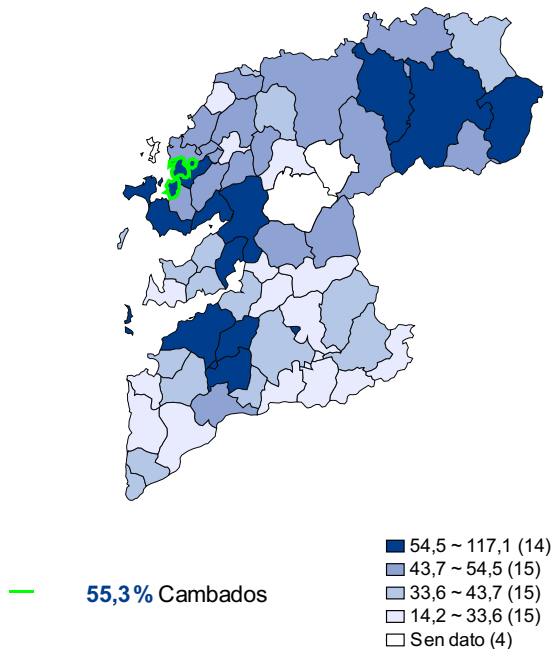 54,5 ~ 117,1 (14)
43,7 ~ 54,5 (15)
33,6 ~ 43,7 (15)
14,2 ~ 33,6 (15)
Sen dato (4)
55,3% Cambados